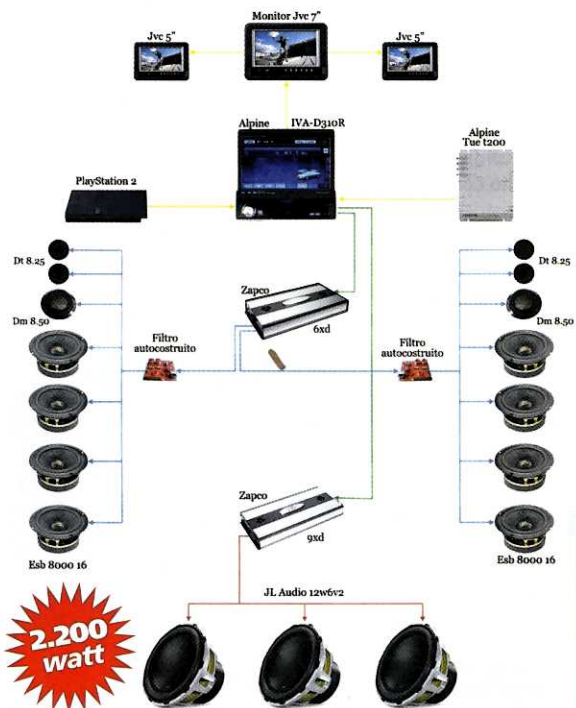 Monitor Jvc 7"
Jvc 5"
Jvc 5"
Alpine
IVA-D310R
Alpine
Tue t200
PlayStation 2
Dt 8.25
Dt 8.25
Zapco
Dm 8.50
Dm 8.50
6xd
Filtro
autocostruito
Filtro
autocostruito
Zapco
9xd
Esb 8000 16
Esb 8000 16
JL Audio 12w6v2
2.200
watt